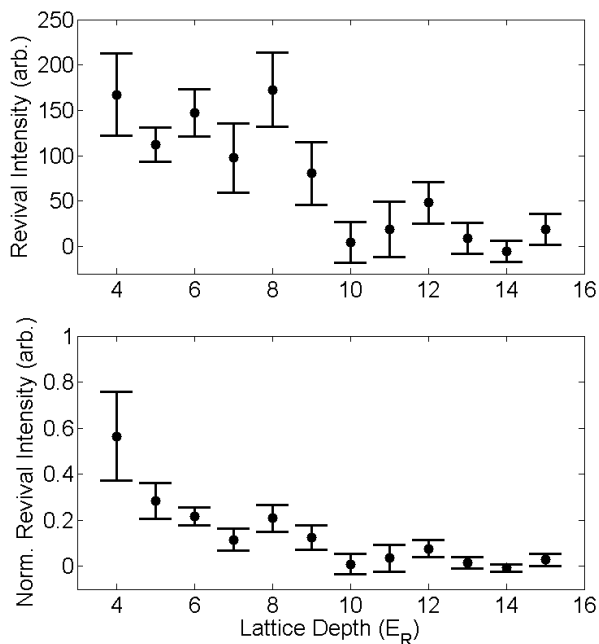 250
200
150
100
50
0
Revival Intensity (arb.)
4 6 8 10 12 14 16
1
0.8
0.6
0.4
0.2
0
Norm. Revival Intensity (arb.)
4 6 8 10 12 14 16
Lattice Depth (E_R)